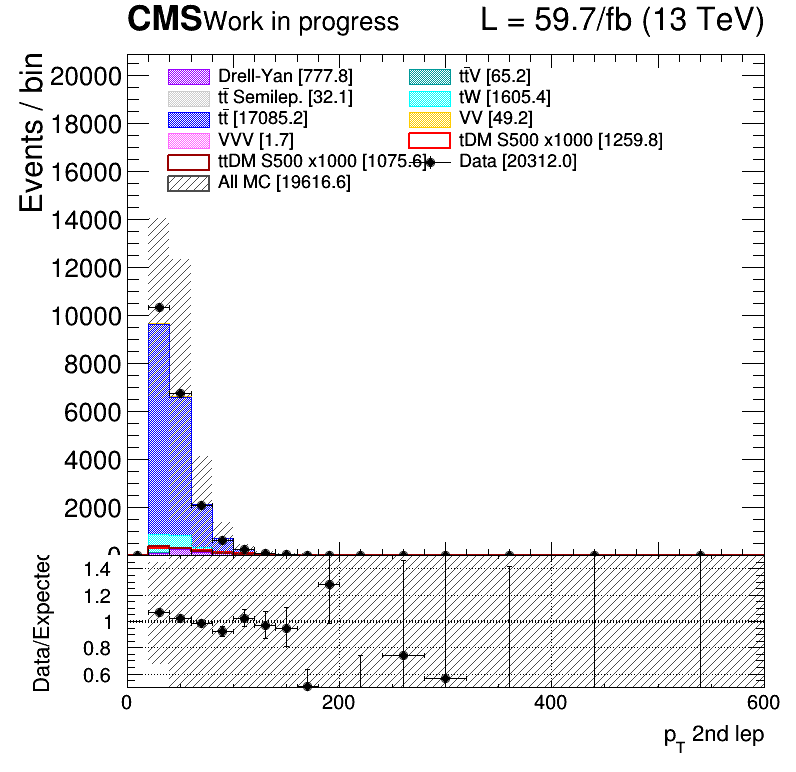 CMS Work in progress L = 59.7/fb (13 TeV)
Events / bin
20000
18000
16000
14000
12000
10000
8000
6000
4000
2000
0
Drell-Yan [777.8] tt̄V [65.2]
tt̄ Semilep. [32.1] tW [1605.4]
tt̄ [17085.2] VV [49.2]
VVV [1.7] tDM S500 x1000 [1259.8]
ttDM S500 x1000 [1075.6] Data [20312.0]
All MC [19616.6]
Data/Expected
1.4
1.2
1
0.8
0.6
0 200 400 600
p_T 2nd lep